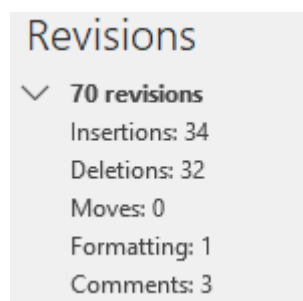 Revisions
70 revisions
Insertions: 34
Deletions: 32
Moves: 0
Formatting: 1
Comments: 3